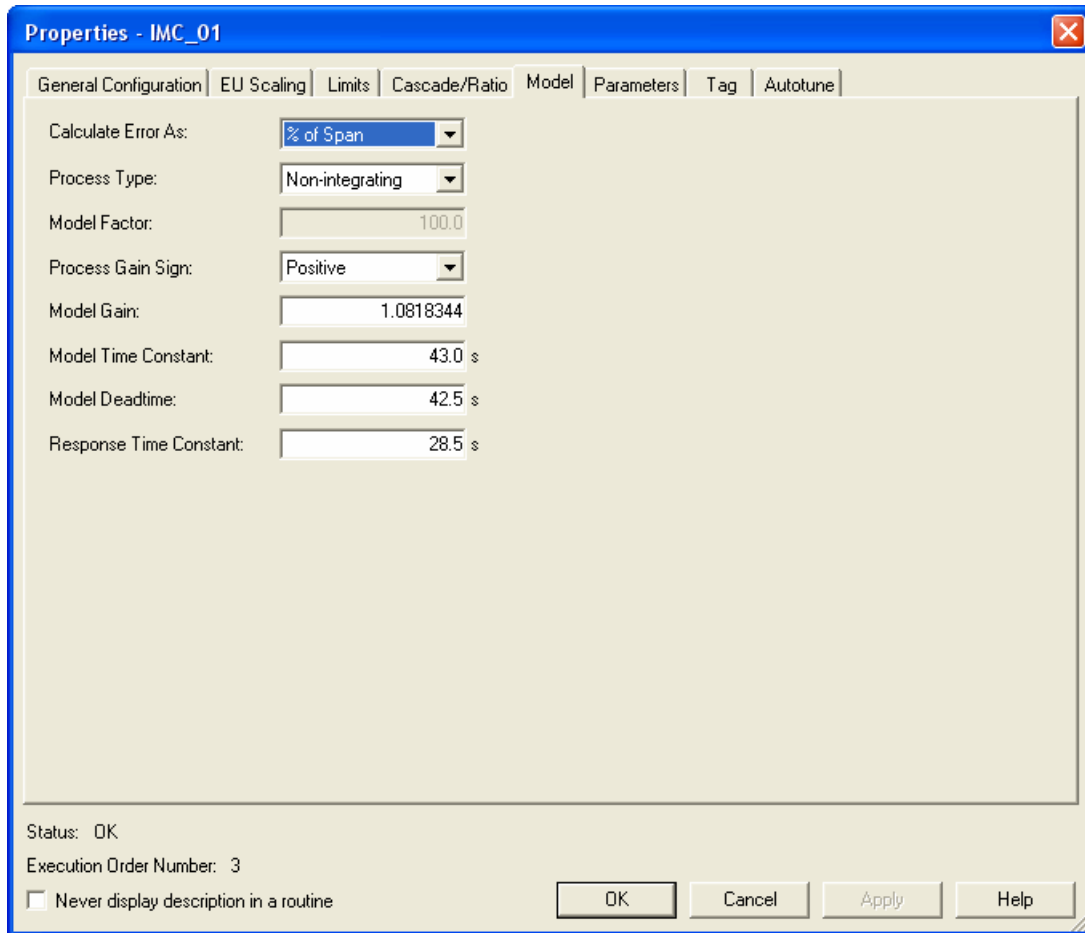 Properties - IMC_01
General Configuration EU Scaling Limits Cascade/Ratio Model Parameters Tag Autotune
Calculate Error As: % of Span
Process Type: Non-integrating
Model Factor: 100.0
Process Gain Sign: Positive
Model Gain: 1.0818344
Model Time Constant: 43.0 s
Model Deadtime: 42.5 s
Response Time Constant: 28.5 s
Status: OK
Execution Order Number: 3
Never display description in a routine OK Cancel Apply Help